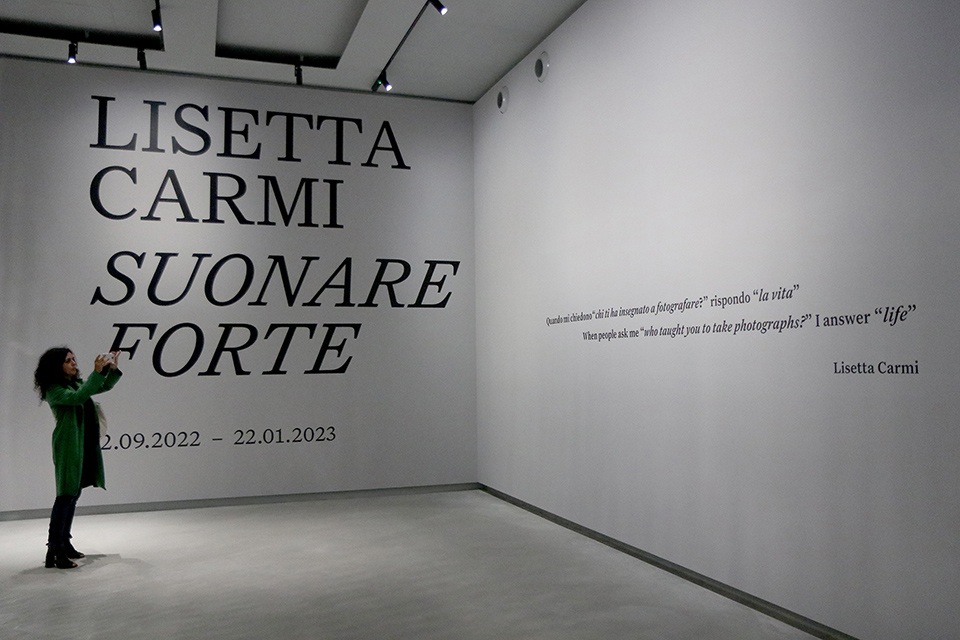 LISETTA
CARMI
SUONARE
FORTE
2.09.2022 – 22.01.2023
Quando mi chiedono “chi ti ha insegnato a fotografare?” rispondo “la vita”
When people ask me “who taught you to take photographs?” I answer “life”
Lisetta Carmi